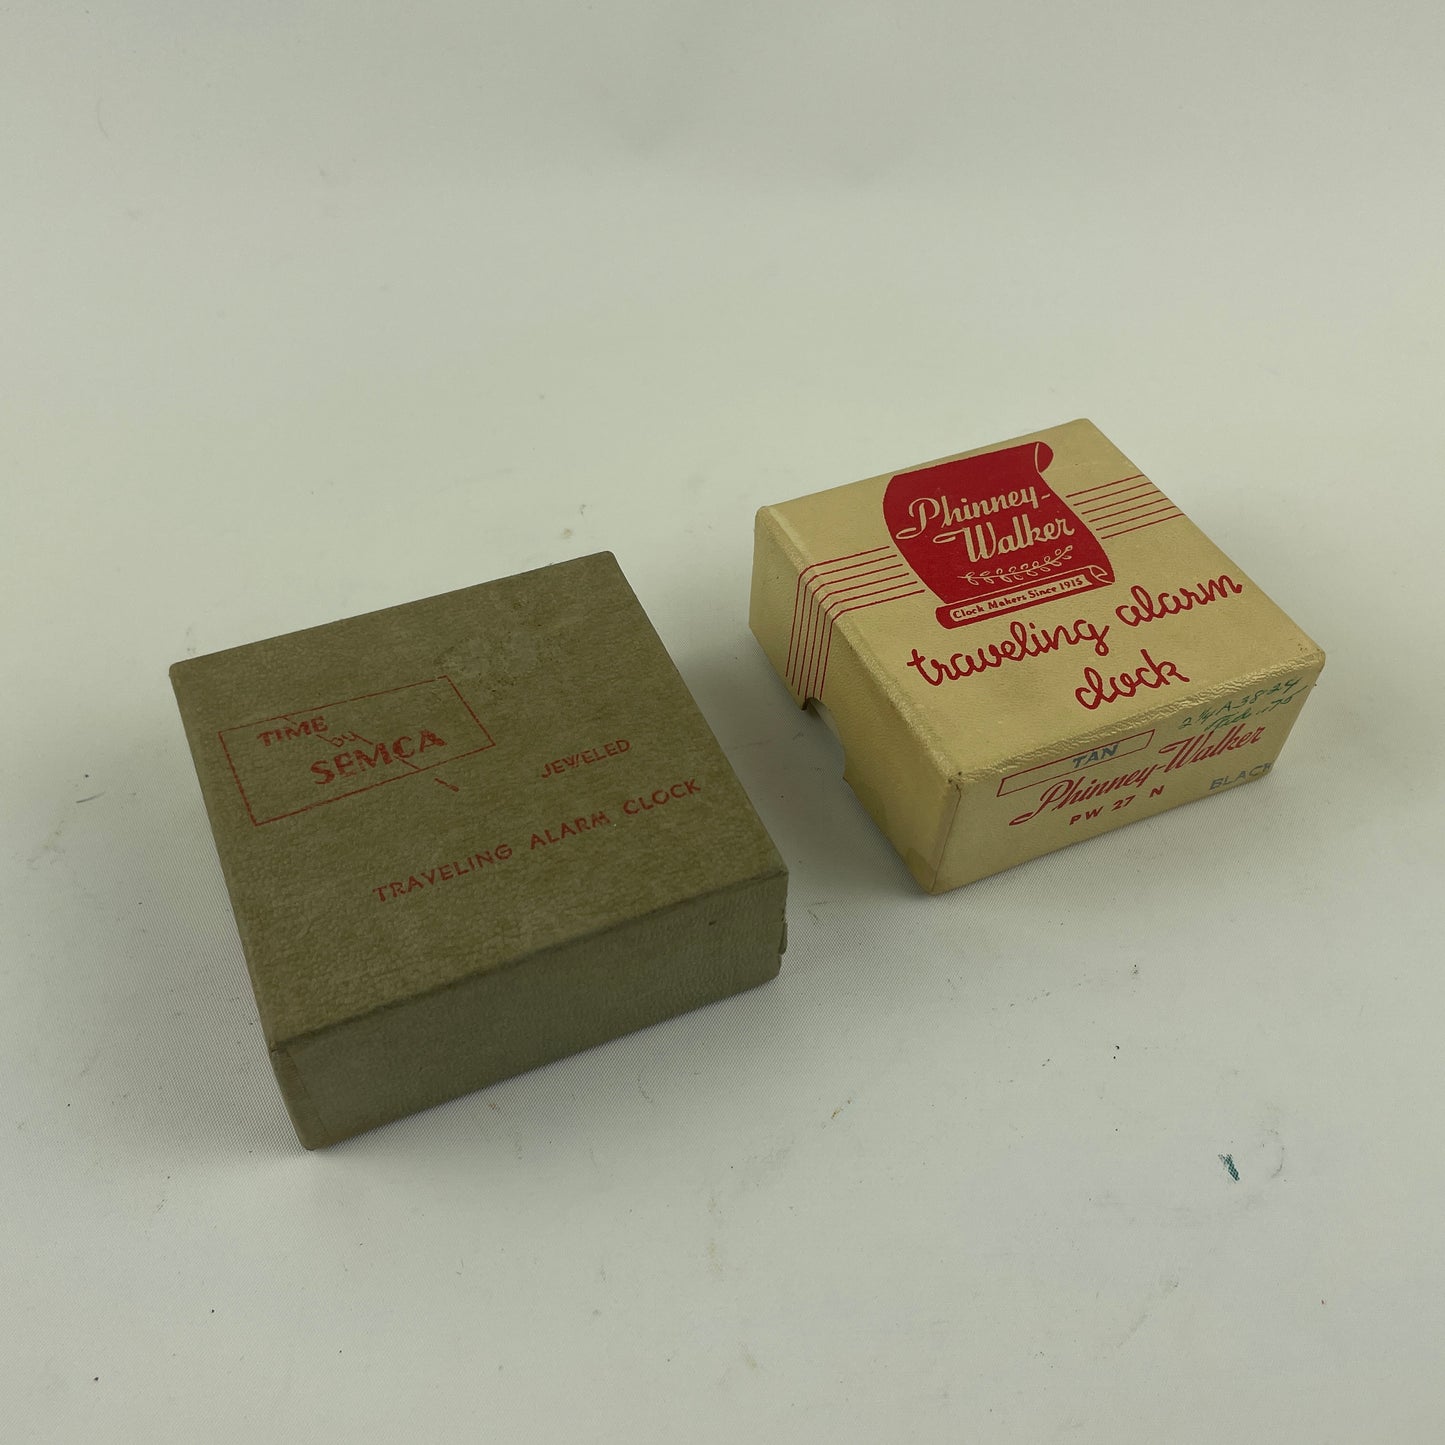 TIME
by
SEMCA
JEWELED
TRAVELING ALARM CLOCK
Phinney-
Walker
Clock Makers Since 1915
traveling alarm
clock
TAN
Phinney-Walker
PW 27 N
BLACK